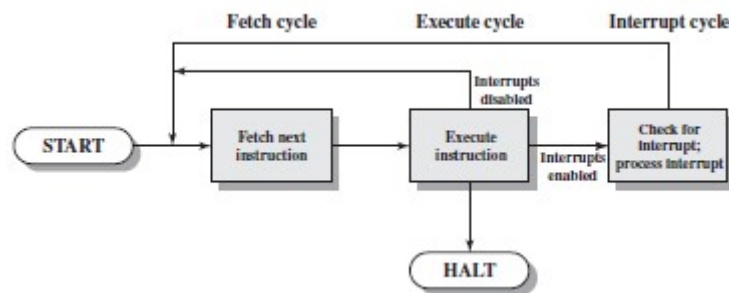 Fetch cycle Execute cycle Interrupt cycle
Interrupts
disabled
START
Fetch next
instruction
Execute
instruction
Interrupts
enabled
Check for
interrupt;
process interrupt
HALT